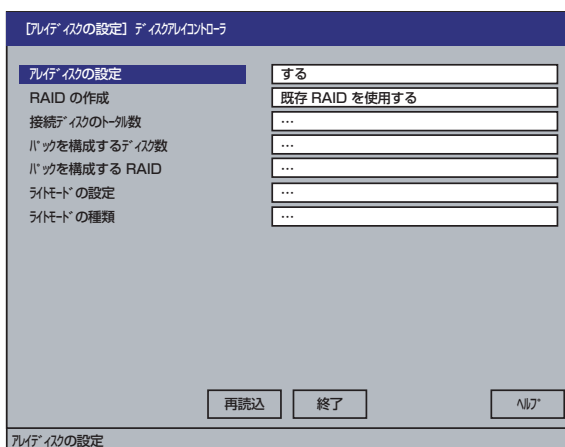 [ｱﾚｲﾃﾞｨｽｸの設定] ﾃﾞｨｽｸｱﾚｲｺﾝﾄﾛｰﾗ
ｱﾚｲﾃﾞｨｽｸの設定 する
RAID の作成 既存 RAID を使用する
接続ﾃﾞｨｽｸのﾄｰﾀﾙ数 …
ﾊﾟｯｸを構成するﾃﾞｨｽｸ数 …
ﾊﾟｯｸを構成する RAID …
ﾗｲﾄﾓｰﾄﾞの設定 …
ﾗｲﾄﾓｰﾄﾞの種類 …
再読込 終了 ﾍﾙﾌﾟ
ｱﾚｲﾃﾞｨｽｸの設定